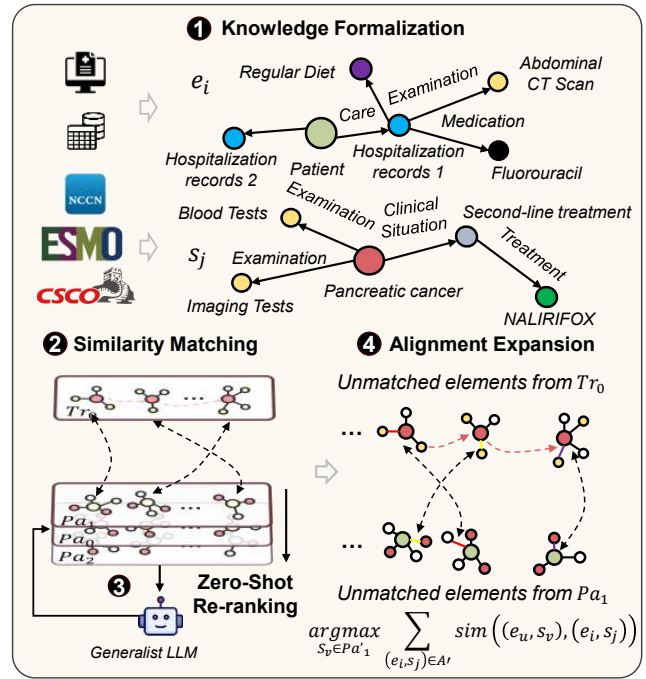 1 Knowledge Formalization
e_i
Regular Diet
Examination
Abdominal
CT Scan
Care
Medication
Hospitalization
records 2
Patient
Hospitalization
records 1
Fluorouracil
NCCN
ESMO
CSCO
s_j
Blood Tests
Examination
Clinical
Situation
Second-line treatment
Examination
Treatment
Imaging Tests
Pancreatic cancer
NALIRIFOX
2 Similarity Matching
Tr_0
...
Pa_1
Pa_0
Pa_2
...
3
Zero-Shot
Re-ranking
Generalist LLM
4 Alignment Expansion
Unmatched elements from Tr_0
...
...
Unmatched elements from Pa_1
argmax S_v∈Pa'_1 ∑ (e_i,s_j)∈A′ sim((e_u, s_v), (e_i, s_j))